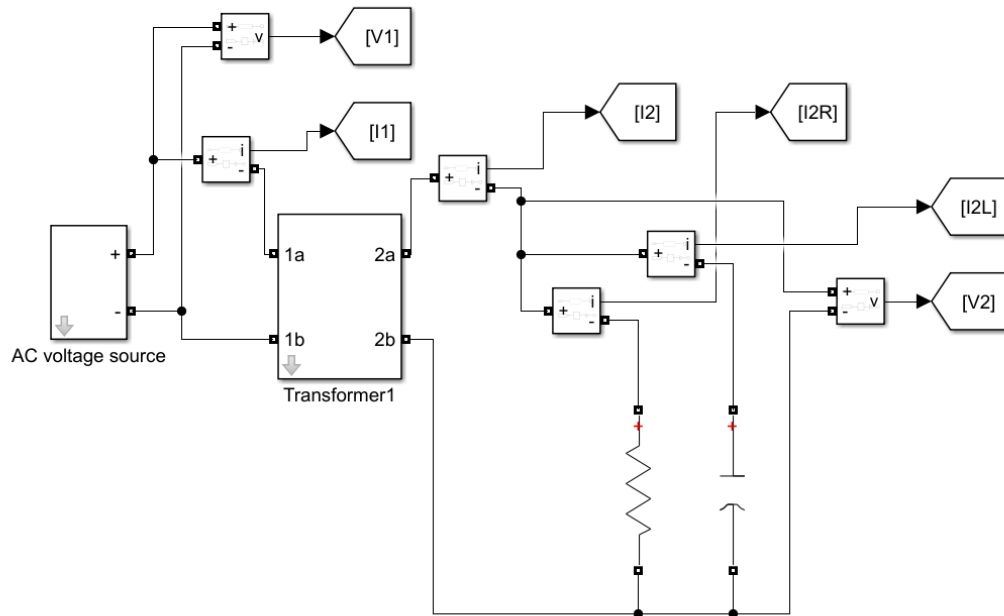 +
-
v
[V1]
+
i
-
[I1]
+
i
-
[I2]
[I2R]
+
i
-
[I2L]
+
i
-
+
-
v
[V2]
+
-
AC voltage source
1a
2a
1b
2b
Transformer1
+
+